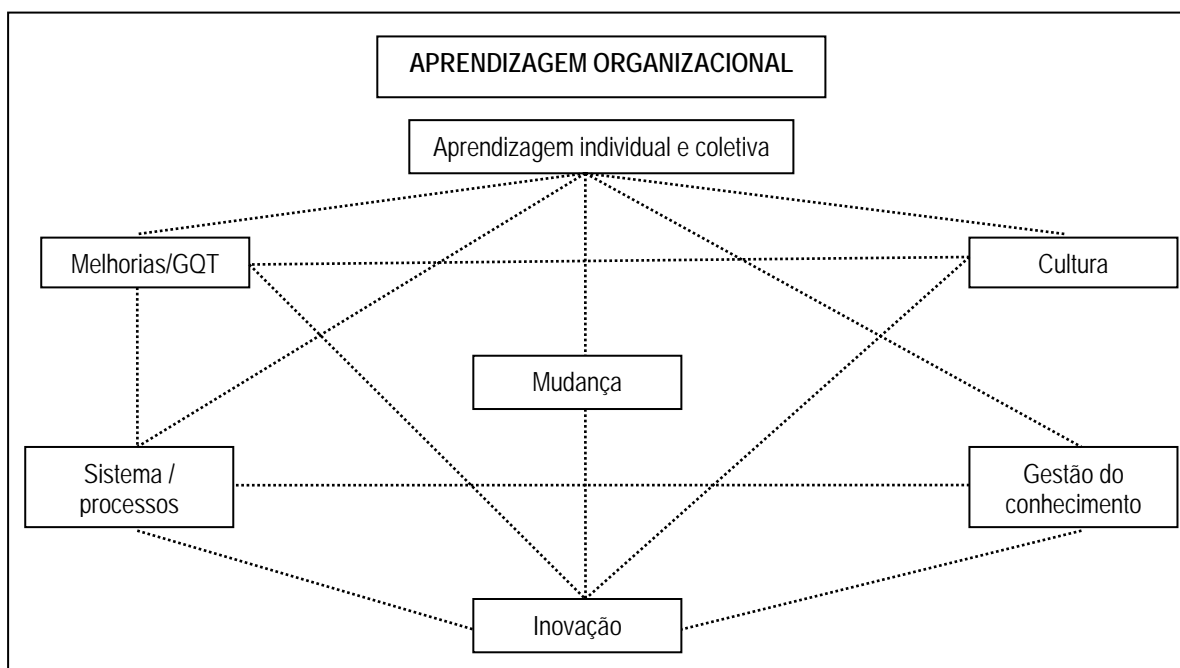 APRENDIZAGEM ORGANIZACIONAL
Aprendizagem individual e coletiva
Melhorias/GQT
Cultura
Mudança
Sistema /
processos
Gestão do
conhecimento
Inovação